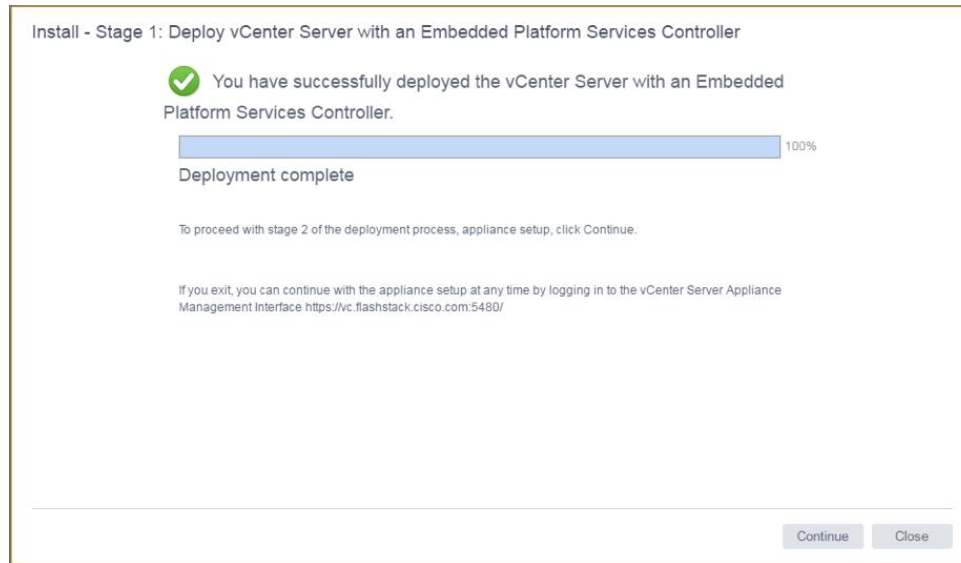 Install - Stage 1: Deploy vCenter Server with an Embedded Platform Services Controller
You have successfully deployed the vCenter Server with an Embedded
Platform Services Controller.
100%
Deployment complete
To proceed with stage 2 of the deployment process, appliance setup, click Continue.
If you exit, you can continue with the appliance setup at any time by logging in to the vCenter Server Appliance
Management Interface https://vc.flashstack.cisco.com:5480/
Continue Close